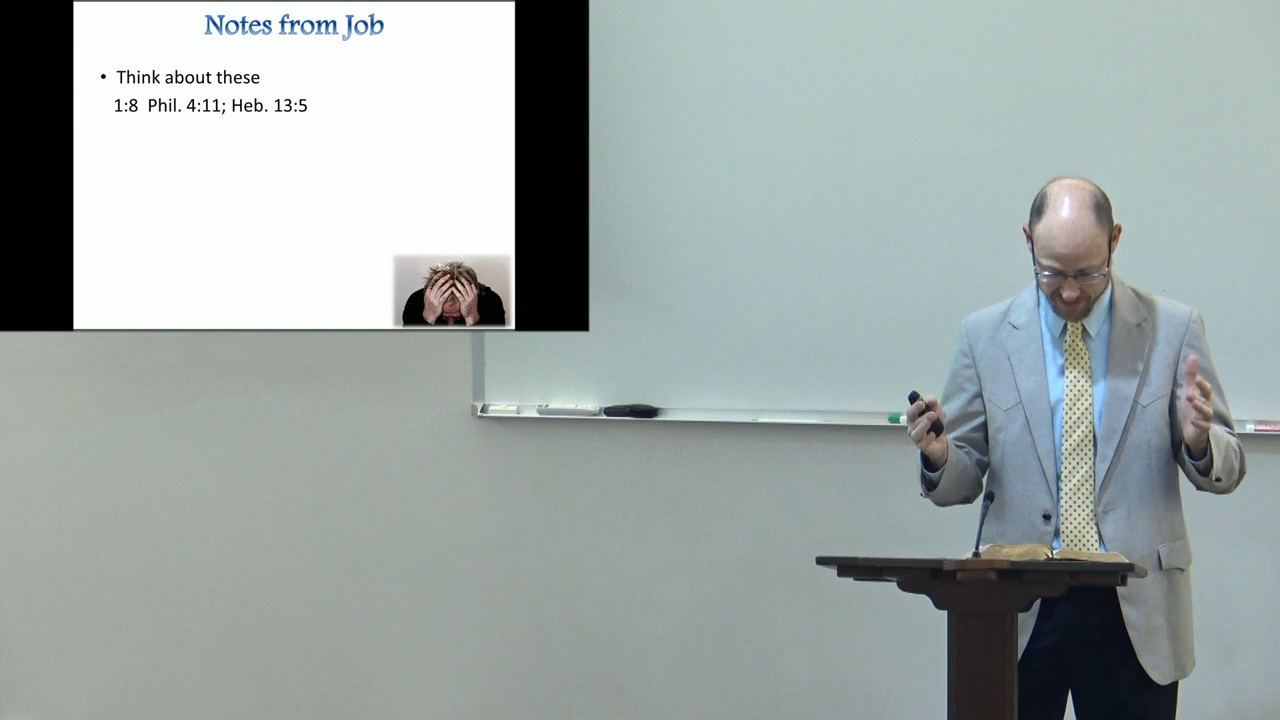 Notes from Job
• Think about these
1:8 Phil. 4:11; Heb. 13:5